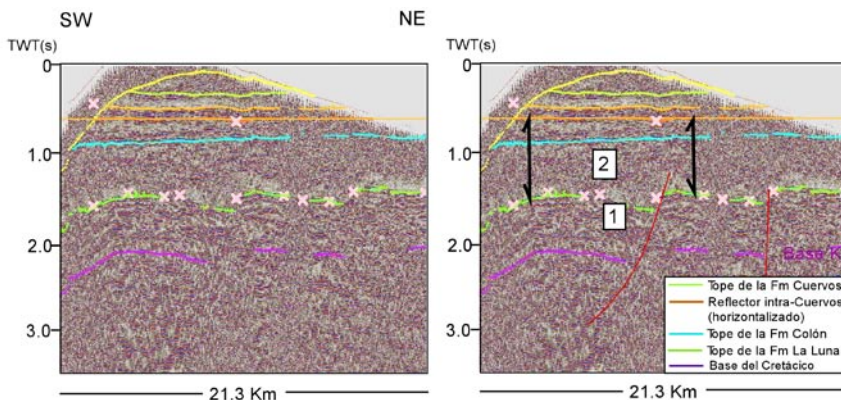 SW
NE
TWT(s)
0
1.0
2.0
3.0
21.3 Km
TWT(s)
0
1.0
2.0
3.0
2
1
Base K
Tope de la Fm Cuervos
Reflector intra-Cuervos
(horizontalizado)
Tope de la Fm Colón
Tope de la Fm La Luna
Base del Cretácico
21.3 Km